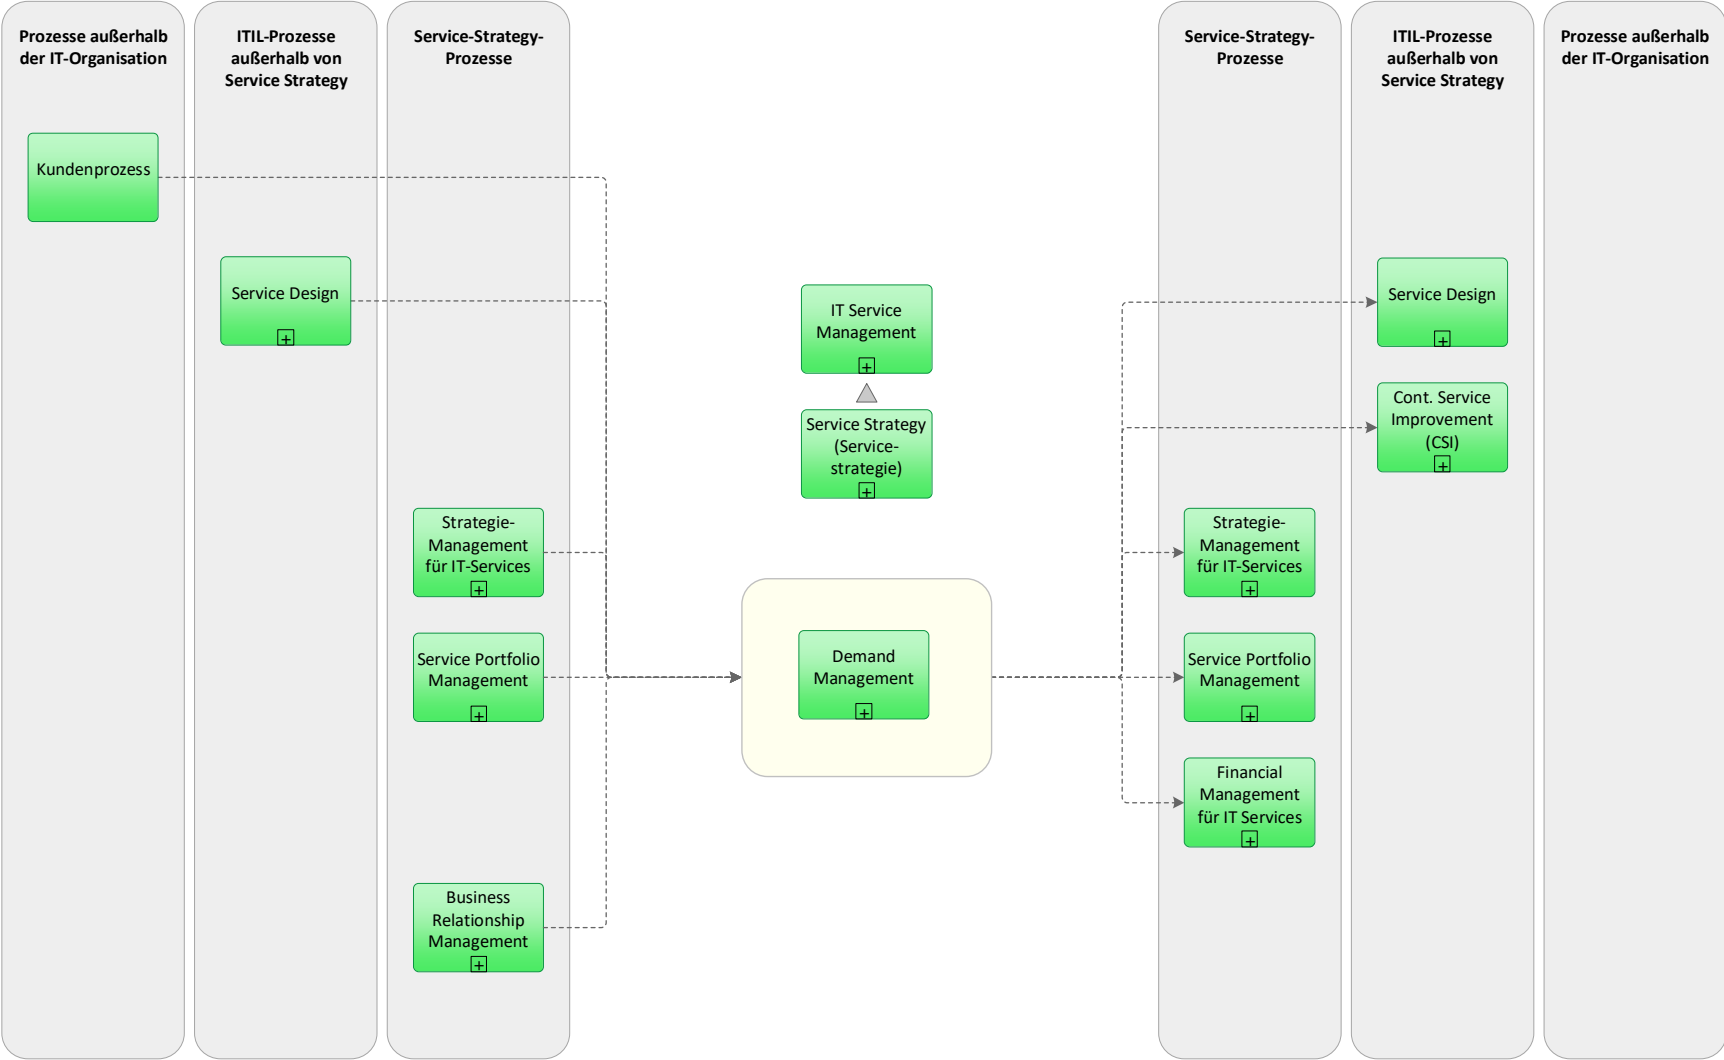 Prozesse außerhalb
der IT-Organisation
ITIL-Prozesse
außerhalb von
Service Strategy
Service-Strategy-
Prozesse
Service-Strategy-
Prozesse
ITIL-Prozesse
außerhalb von
Service Strategy
Prozesse außerhalb
der IT-Organisation
Kundenprozess
Service Design
IT Service
Management
Service Strategy
(Service-
strategie)
Service Design
Cont. Service
Improvement
(CSI)
Strategie-
Management
für IT-Services
Service Portfolio
Management
Business
Relationship
Management
Demand
Management
Strategie-
Management
für IT-Services
Service Portfolio
Management
Financial
Management
für IT Services